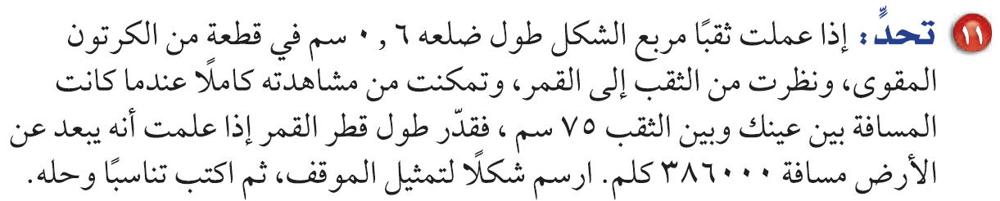 ١١ تحدٍّ: إذا عملت ثقبًا مربع الشكل طول ضلعه ٠,٦ سم في قطعة من الكرتون
المقوى، ونظرت من الثقب إلى القمر، وتمكنت من مشاهدته كاملًا عندما كانت
المسافة بين عينك وبين الثقب ٧٥ سم ، فقدّر طول قطر القمر إذا علمت أنه يبعد عن
الأرض مسافة ٣٨٦٠٠٠ كلم. ارسم شكلًا لتمثيل الموقف، ثم اكتب تناسبًا وحله.